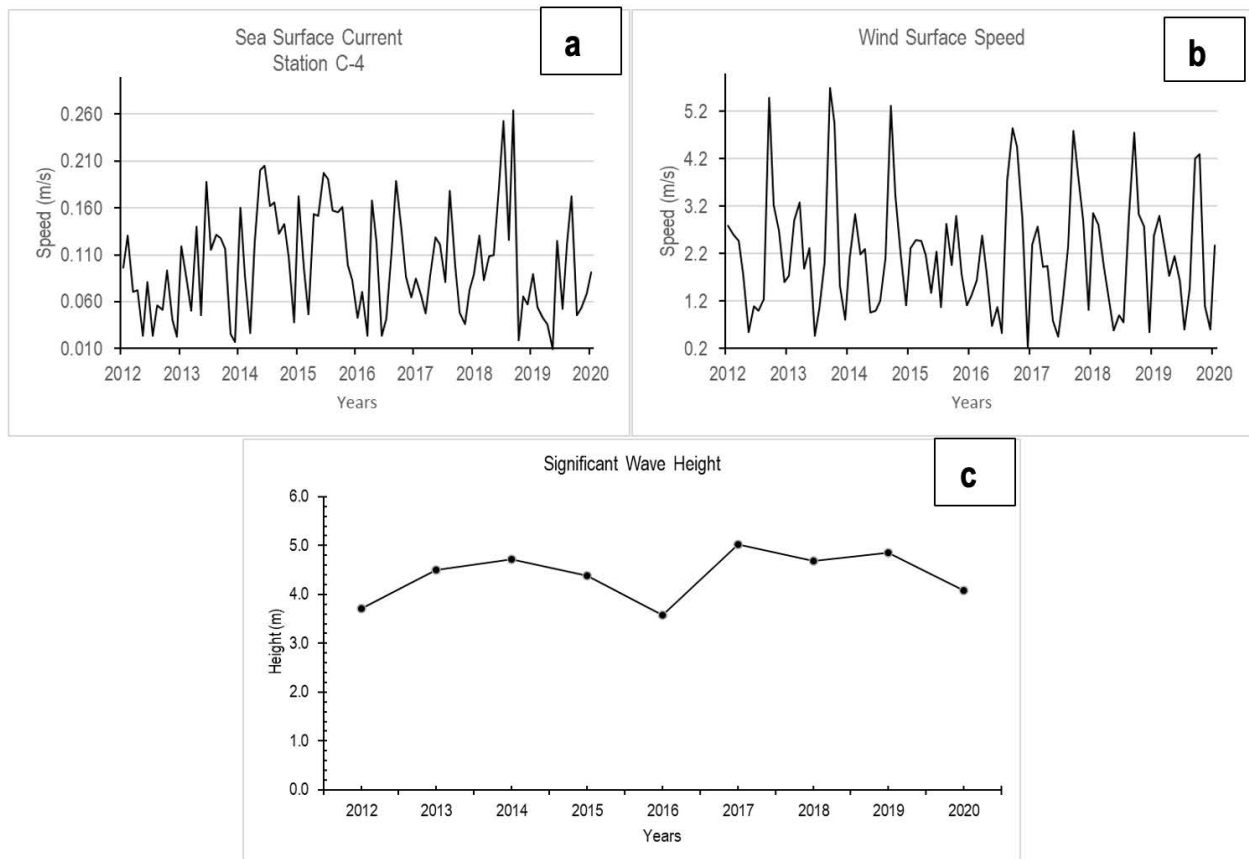 Sea Surface Current
Station C-4
a
Speed (m/s)
0.260
0.210
0.160
0.110
0.060
0.010
2012 2013 2014 2015 2016 2017 2018 2019 2020
Years
Wind Surface Speed
b
Speed (m/s)
5.2
4.2
3.2
2.2
1.2
0.2
2012 2013 2014 2015 2016 2017 2018 2019 2020
Years
Significant Wave Height
c
Height (m)
6.0
5.0
4.0
3.0
2.0
1.0
0.0
2012 2013 2014 2015 2016 2017 2018 2019 2020
Years